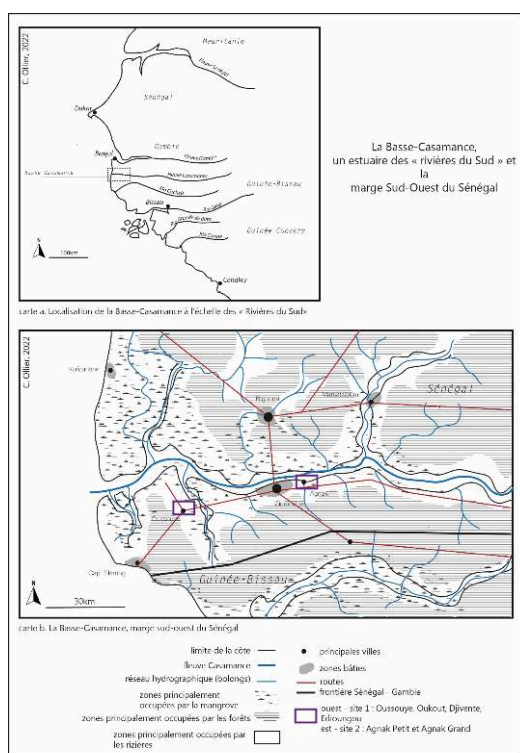 C. Ollier, 2022
Mauritanie
Sénégal
Dakar
Gambie
Banjul
Guinée-Bissau
Bissau
Guinée Conakry
Conakry
N
100km
La Basse-Casamance,
un estuaire des « rivières du Sud » et
la
marge Sud-Ouest du Sénégal
carte a. Localisation de la Basse-Casamance à l'échelle des « Rivières du Sud»
C. Ollier, 2022
Kafountine
Bignona
Sénégal
Agnak
Ziguinchor
Oussouye
Cap Skirring
Guinée-Bissau
N
30km
carte b. La Basse-Casamance, marge sud-ouest du Sénégal
limite de la côte
fleuve Casamance
réseau hydrographique (bolongs)
zones principalement
occupées par la mangrove
zones principalement occupées par les forêts
zones principalement occupées par
les rizières
principales villes
zones bâties
routes
frontière Sénégal - Gambie
ouest - site 1 : Oussouye, Oukout, Djivente,
Edioungou
est - site 2 : Agnak Petit et Agnak Grand